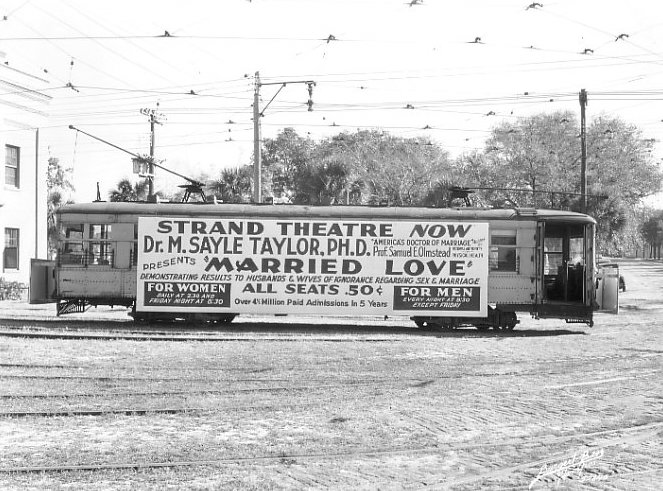 STRAND THEATRE NOW
Dr. M. SAYLE TAYLOR, PH.D. "AMERICA'S DOCTOR OF MARRIAGE" Prof. Samuel E. Olmstead
PRESENTS "MARRIED LOVE"
DEMONSTRATING RESULTS TO HUSBANDS & WIVES OF IGNORANCE REGARDING SEX & MARRIAGE
FOR WOMEN
DAILY AT 2.30 AND
FRIDAY NIGHT AT 8.30
ALL SEATS .50¢
Over 4½ Million Paid Admissions In 5 Years
FOR MEN
EVERY NIGHT AT 8.30
EXCEPT FRIDAY